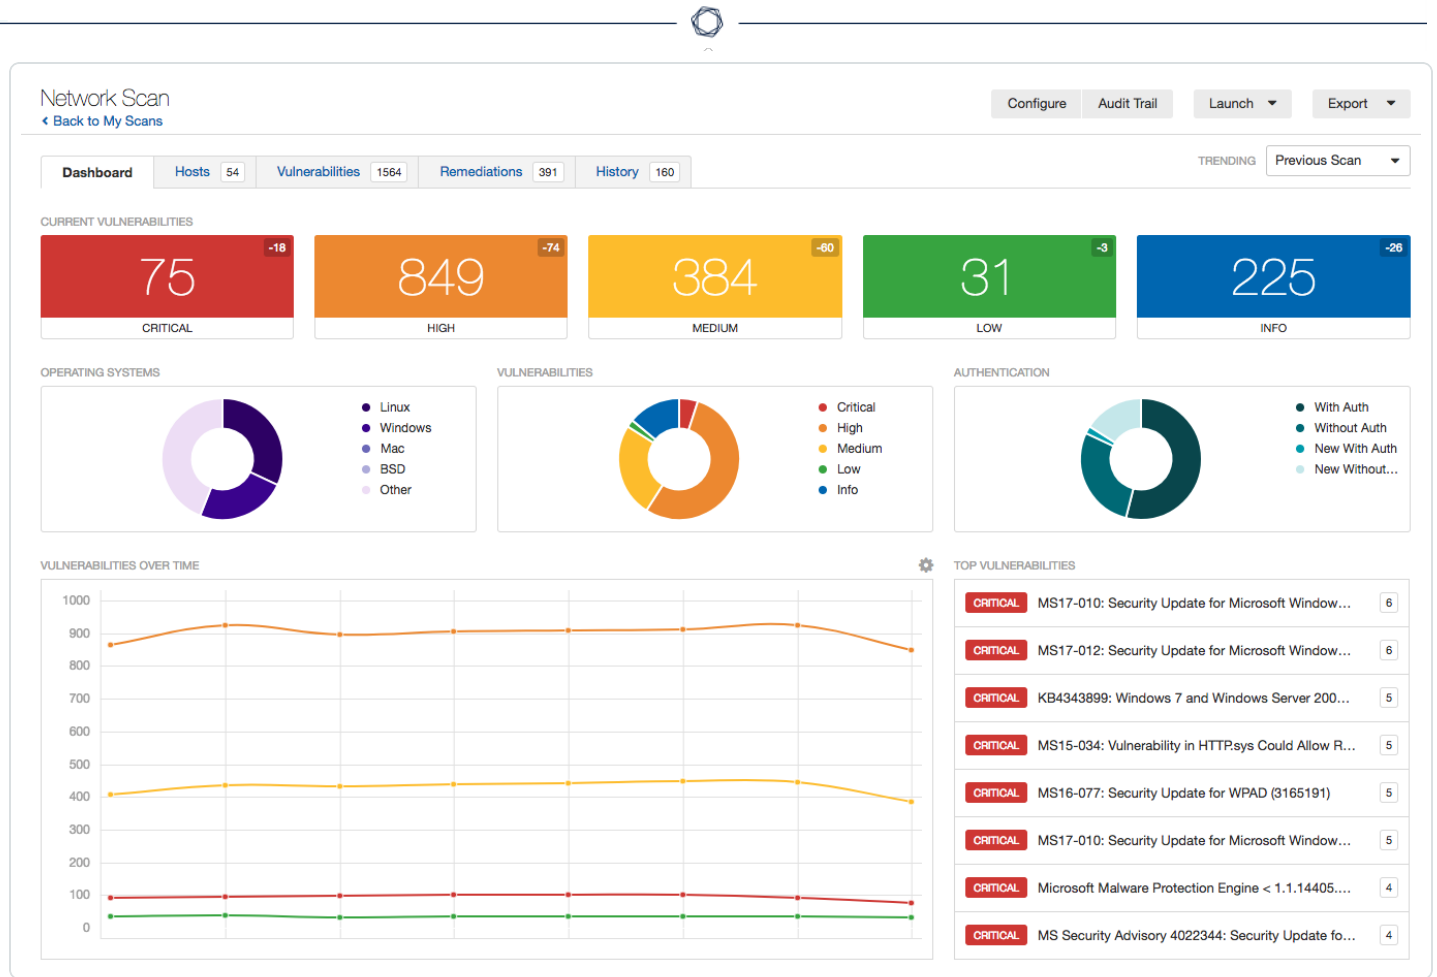 Network Scan
Back to My Scans
Configure Audit Trail Launch Export
Dashboard Hosts 54 Vulnerabilities 1564 Remediations 391 History 160
TRENDING Previous Scan
CURRENT VULNERABILITIES
-18
75
CRITICAL
-74
849
HIGH
-60
384
MEDIUM
-3
31
LOW
-26
225
INFO
OPERATING SYSTEMS
Linux
Windows
Mac
BSD
Other
VULNERABILITIES
Critical
High
Medium
Low
Info
AUTHENTICATION
With Auth
Without Auth
New With Auth
New Without...
VULNERABILITIES OVER TIME
1000
900
800
700
600
500
400
300
200
100
0
TOP VULNERABILITIES
CRITICAL MS17-010: Security Update for Microsoft Window... 6
CRITICAL MS17-012: Security Update for Microsoft Window... 6
CRITICAL KB4343899: Windows 7 and Windows Server 200... 5
CRITICAL MS15-034: Vulnerability in HTTP.sys Could Allow R... 5
CRITICAL MS16-077: Security Update for WPAD (3165191) 5
CRITICAL MS17-010: Security Update for Microsoft Window... 5
CRITICAL Microsoft Malware Protection Engine < 1.1.14405.... 4
CRITICAL MS Security Advisory 4022344: Security Update fo... 4